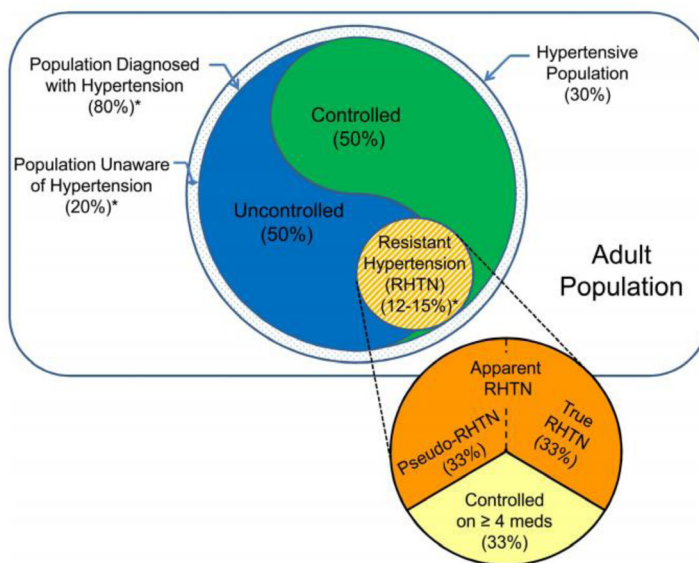 Population Diagnosed
with Hypertension
(80%)*
Hypertensive
Population
(30%)
Controlled
(50%)
Population Unaware
of Hypertension
(20%)*
Uncontrolled
(50%)
Resistant
Hypertension
(RHTN)
(12-15%)*
Adult
Population
Apparent
RHTN
Pseudo-RHTN
(33%)
True
RHTN
(33%)
Controlled
on ≥ 4 meds
(33%)